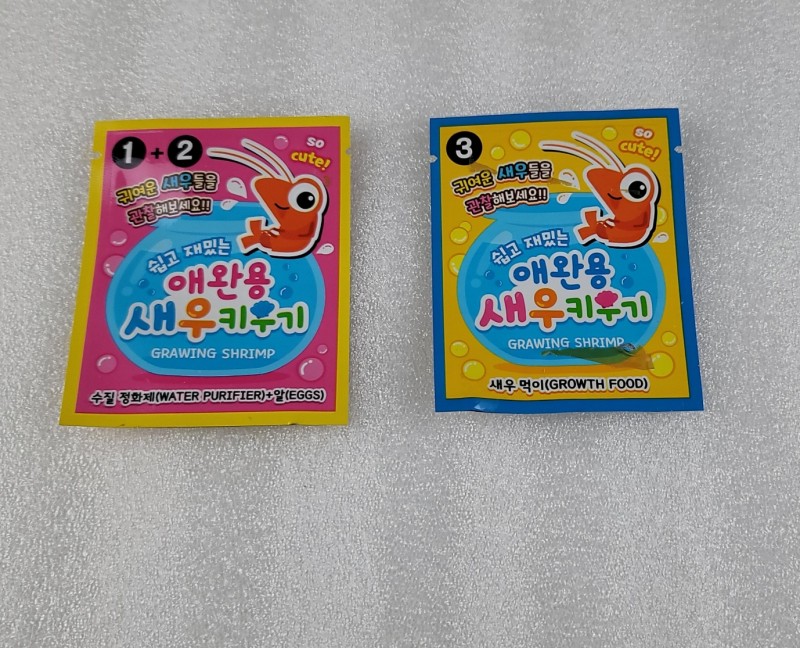 1 + 2
so
cute!
귀여운 새우들을
관찰해보세요!!
쉽고 재밌는
애완용
새우키우기
GRAWING SHRIMP
수질 정화제(WATER PURIFIER)+알(EGGS)
3
so
cute!
귀여운 새우들을
관찰해보세요!!
쉽고 재밌는
애완용
새우키우기
GRAWING SHRIMP
새우 먹이(GROWTH FOOD)